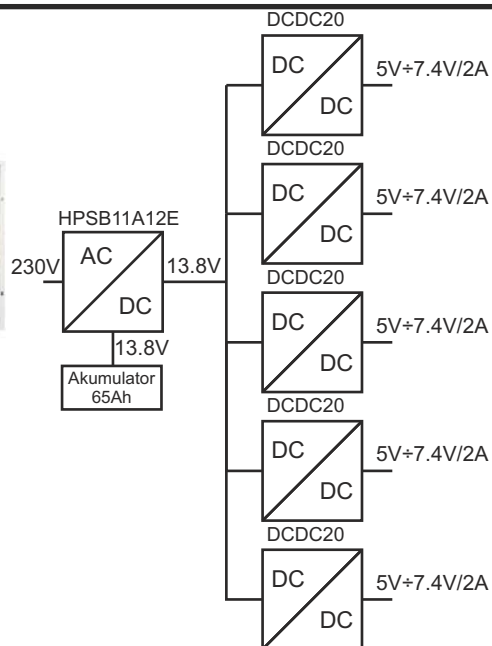 DCDC20
DC
DC
5V÷7.4V/2A
DCDC20
DC
DC
5V÷7.4V/2A
HPSB11A12E
230V
AC
DC
13.8V
13.8V
Akumulator
65Ah
DCDC20
DC
DC
5V÷7.4V/2A
DCDC20
DC
DC
5V÷7.4V/2A
DCDC20
DC
DC
5V÷7.4V/2A